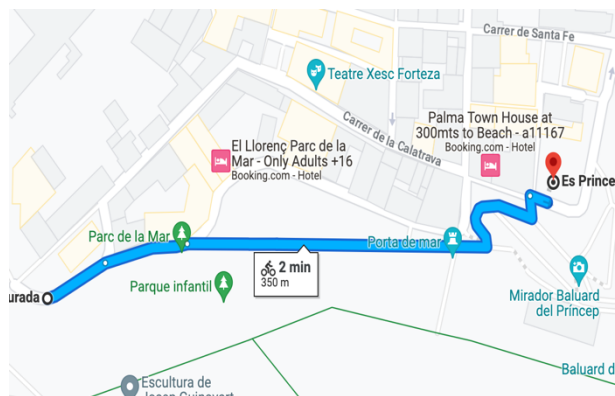 Carrer de Santa Fe
Teatre Xesc Forteza
Palma Town House at
300mts to Beach - a11167
Booking.com - Hotel
El Llorenç Parc de la
Mar - Only Adults +16
Booking.com - Hotel
Carrer de la Calatrava
Es Prince
Parc de la Mar
Porta de mar
2 min
350 m
urada
Parque infantil
Mirador Baluard
del Príncep
Baluard d
Escultura de